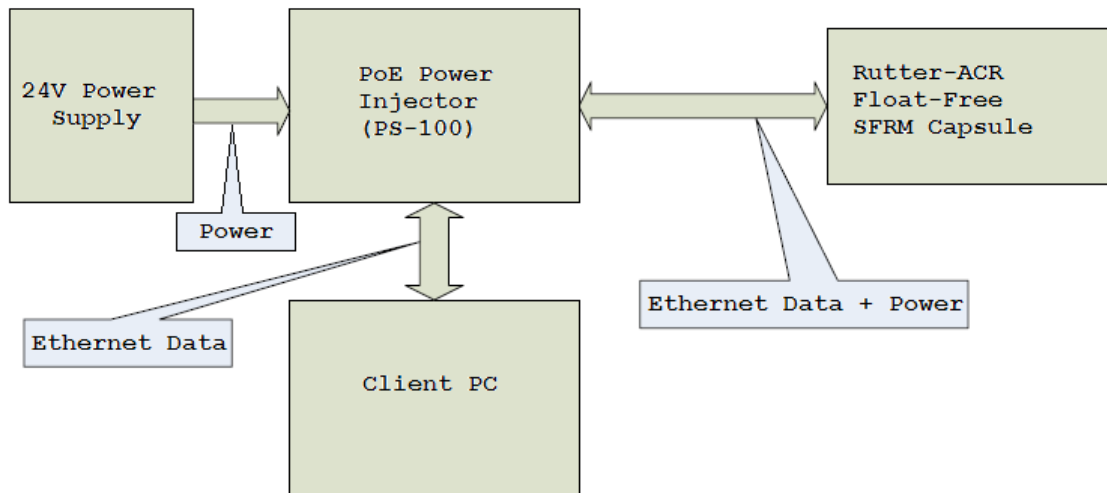 24V Power
Supply
PoE Power
Injector
(PS-100)
Rutter-ACR
Float-Free
SFRM Capsule
Power
Ethernet Data
Ethernet Data + Power
Client PC